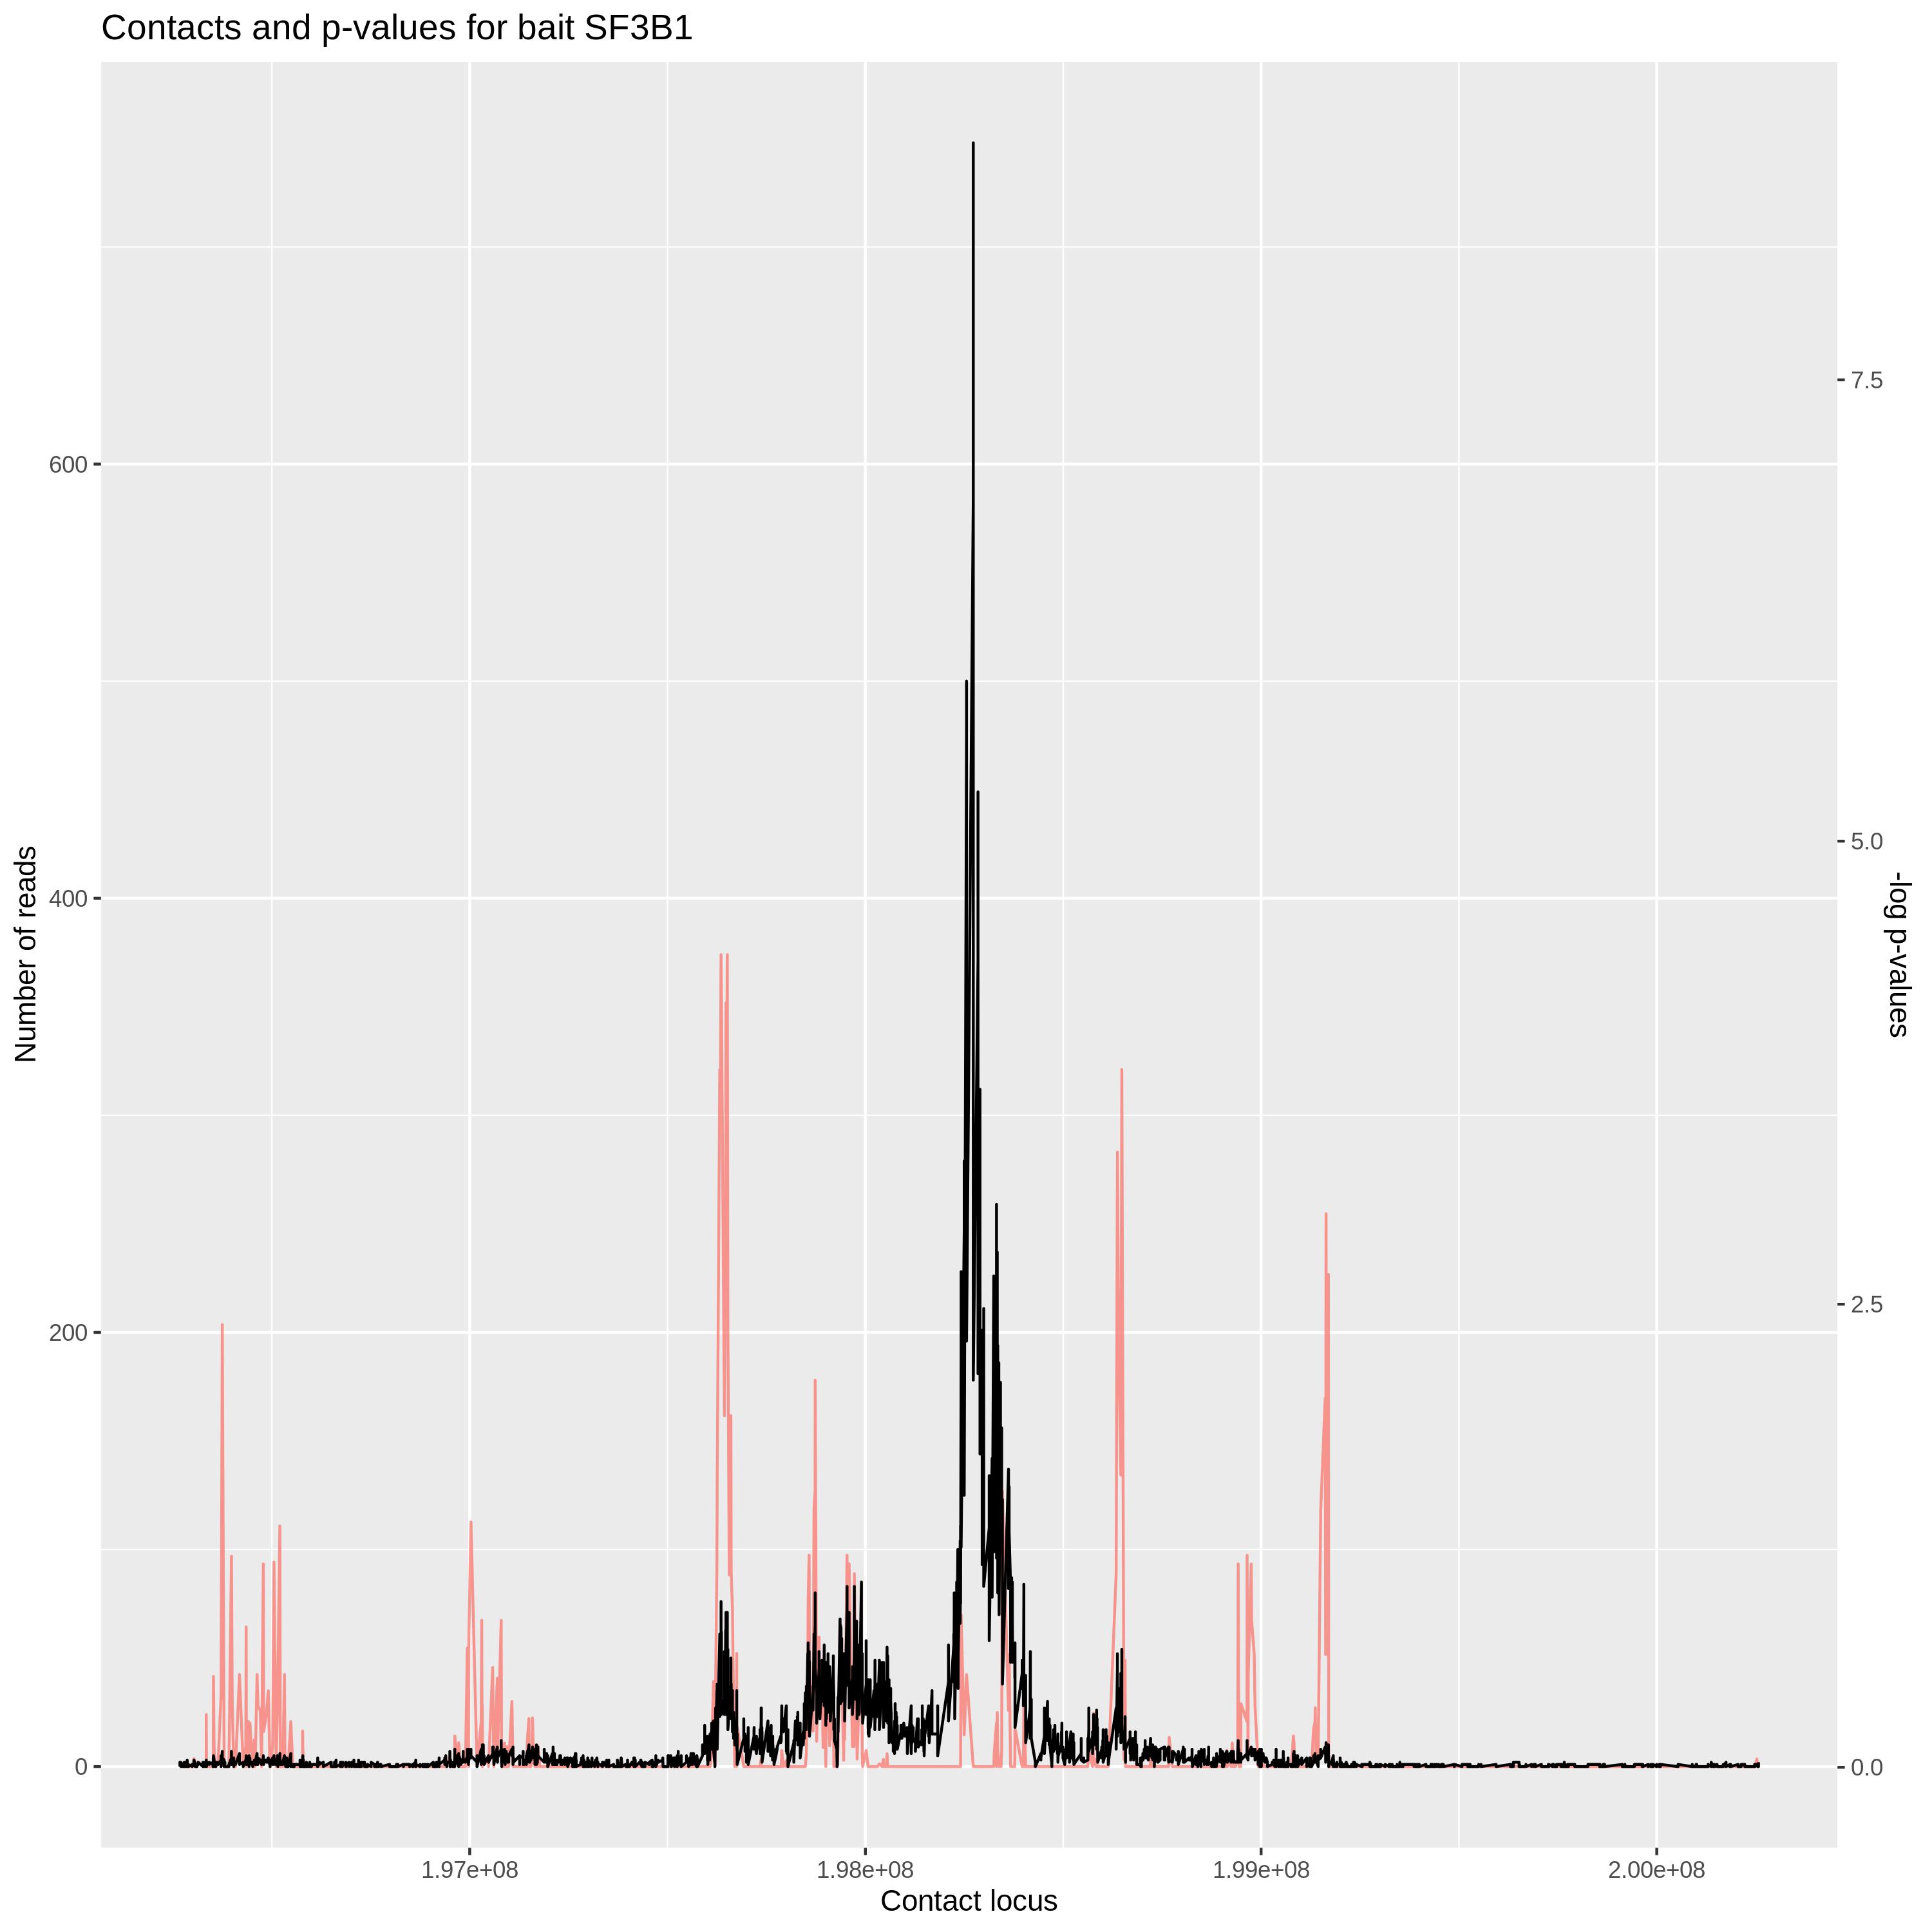 Contacts and p-values for bait SF3B1
Number of reads
600
400
200
0
7.5
5.0
2.5
0.0
-log p-values
1.97e+08
1.98e+08
1.99e+08
2.00e+08
Contact locus